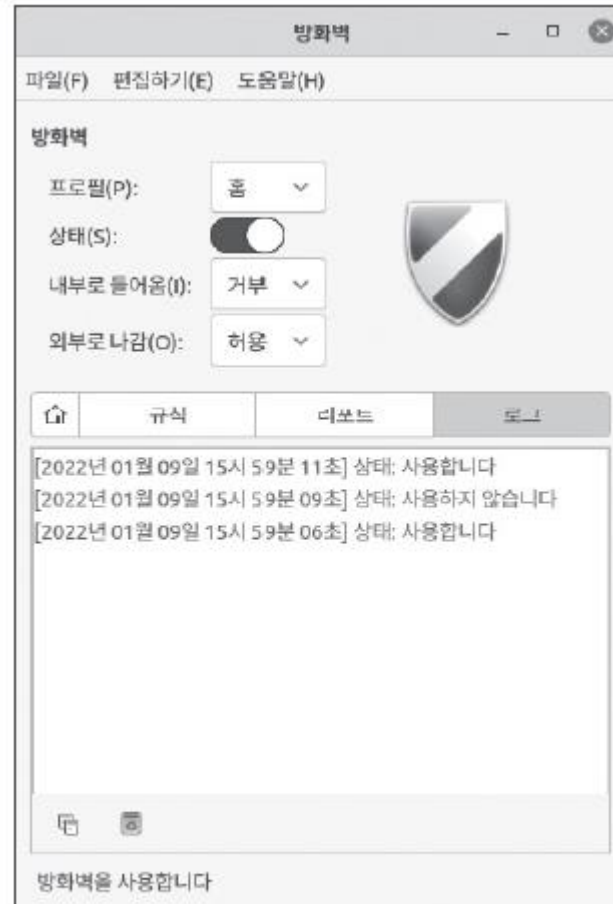 방화벽
파일(F) 편집하기(E) 도움말(H)
방화벽
프로필(P): 홈
상태(S):
내부로 들어옴(I): 거부
외부로 나감(O): 허용
규식 리포트 로그
[2022년 01월 09일 15시 59분 11초] 상태: 사용합니다
[2022년 01월 09일 15시 59분 09초] 상태: 사용하지 않습니다
[2022년 01월 09일 15시 59분 06초] 상태: 사용합니다
방화벽을 사용합니다